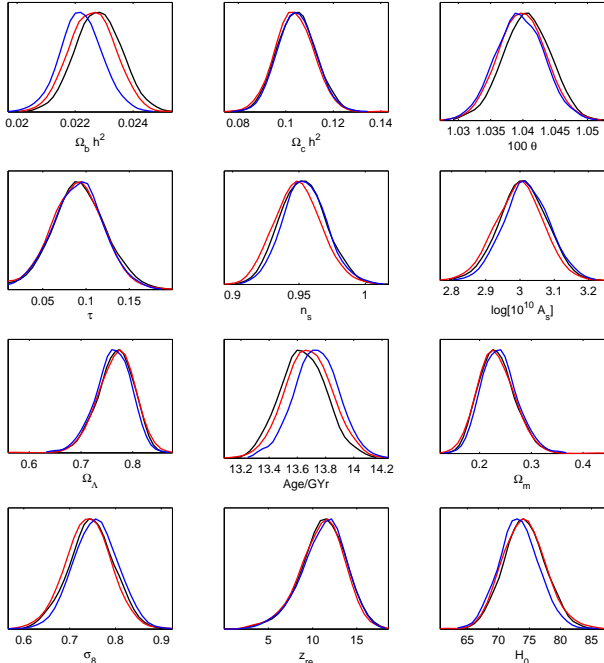 0.02 0.022 0.024
Ω_b h^2
0.08 0.1 0.12 0.14
Ω_c h^2
1.03 1.035 1.04 1.045 1.05
100 θ
0.05 0.1 0.15
τ
0.9 0.95 1
n_s
2.8 2.9 3 3.1 3.2
log[10^10 A_s]
0.6 0.7 0.8
Ω_Λ
13.2 13.4 13.6 13.8 14 14.2
Age/GYr
0.2 0.3 0.4
Ω_m
0.6 0.7 0.8 0.9
σ_8
5 10 15
z_re
65 70 75 80 85
H_0